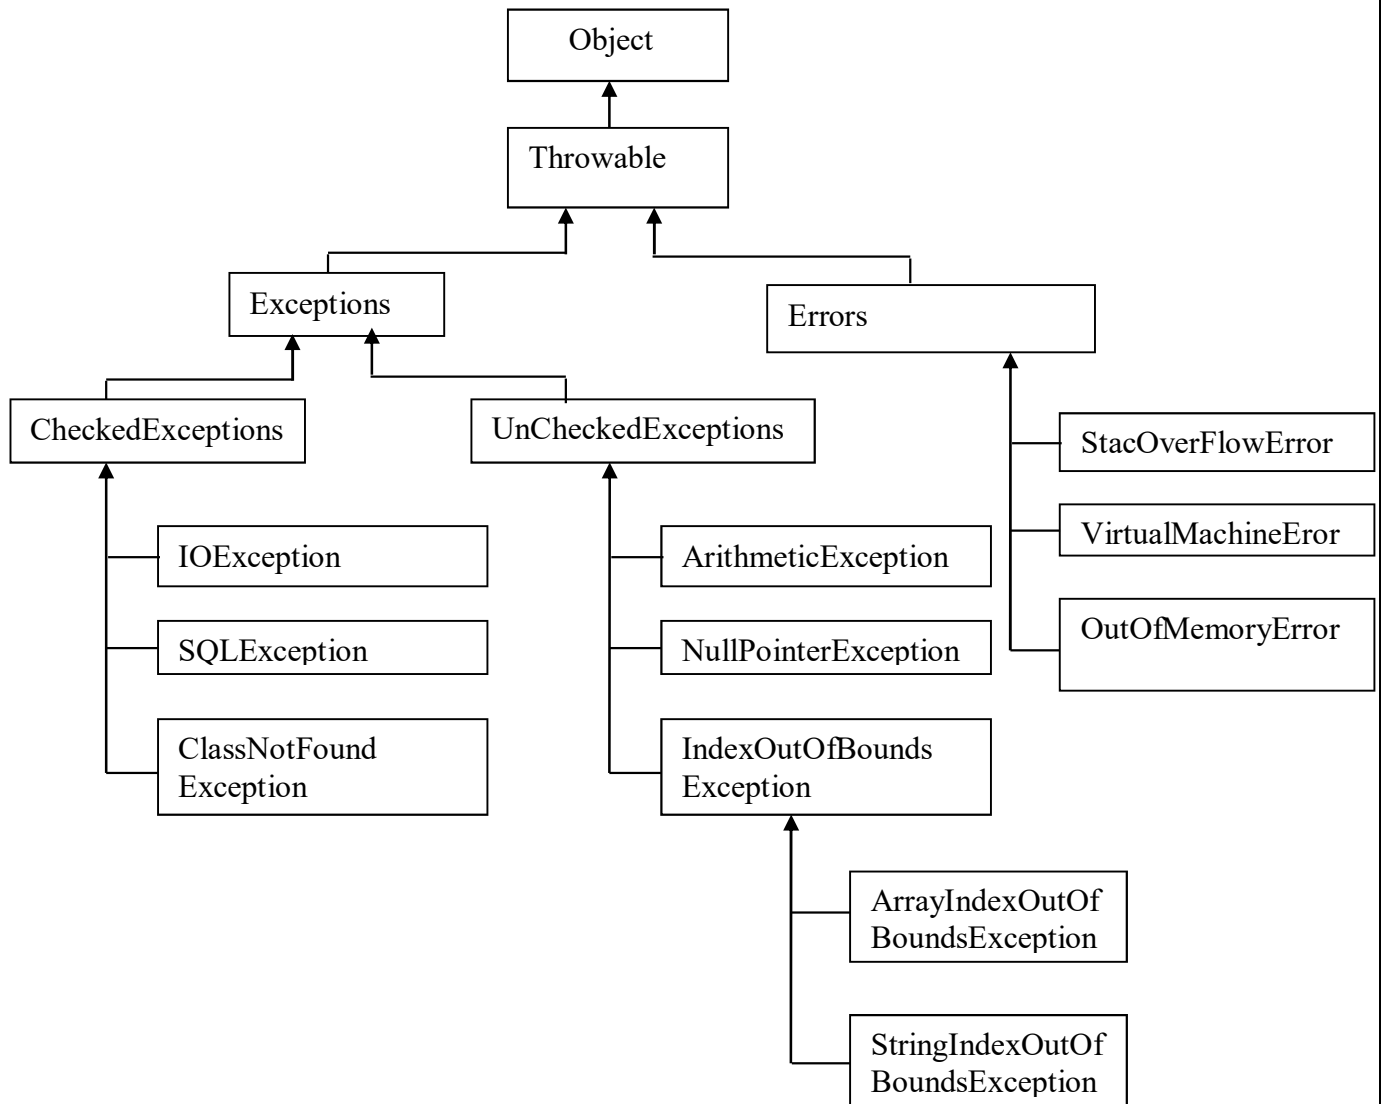 Object
Throwable
Exceptions
Errors
CheckedExceptions
UnCheckedExceptions
StacOverFlowError
VirtualMachineEror
OutOfMemoryError
IOException
ArithmeticException
SQLException
NullPointerException
ClassNotFound
Exception
IndexOutOfBounds
Exception
ArrayIndexOutOf
BoundsException
StringIndexOutOf
BoundsException